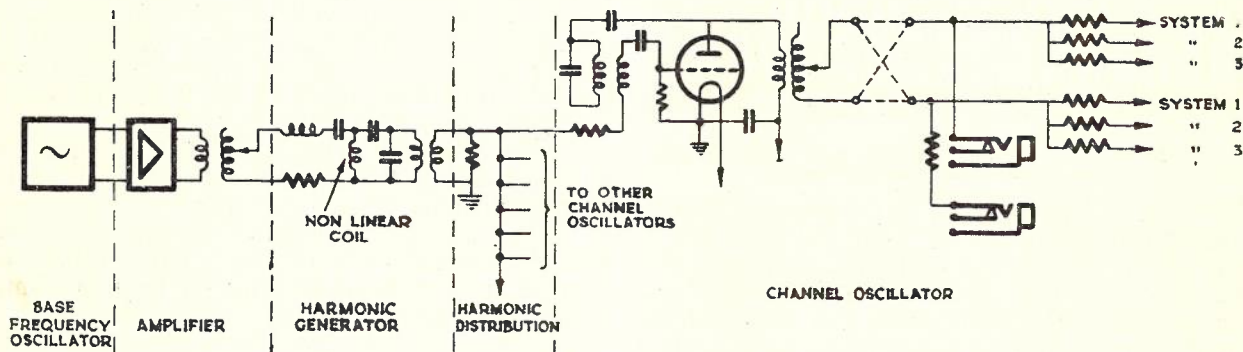 SYSTEM 1
" 2
" 3
SYSTEM 1
" 2
" 3
NON LINEAR
COIL
TO OTHER
CHANNEL
OSCILLATORS
BASE
FREQUENCY
OSCILLATOR
AMPLIFIER
HARMONIC
GENERATOR
HARMONIC
DISTRIBUTION
CHANNEL OSCILLATOR